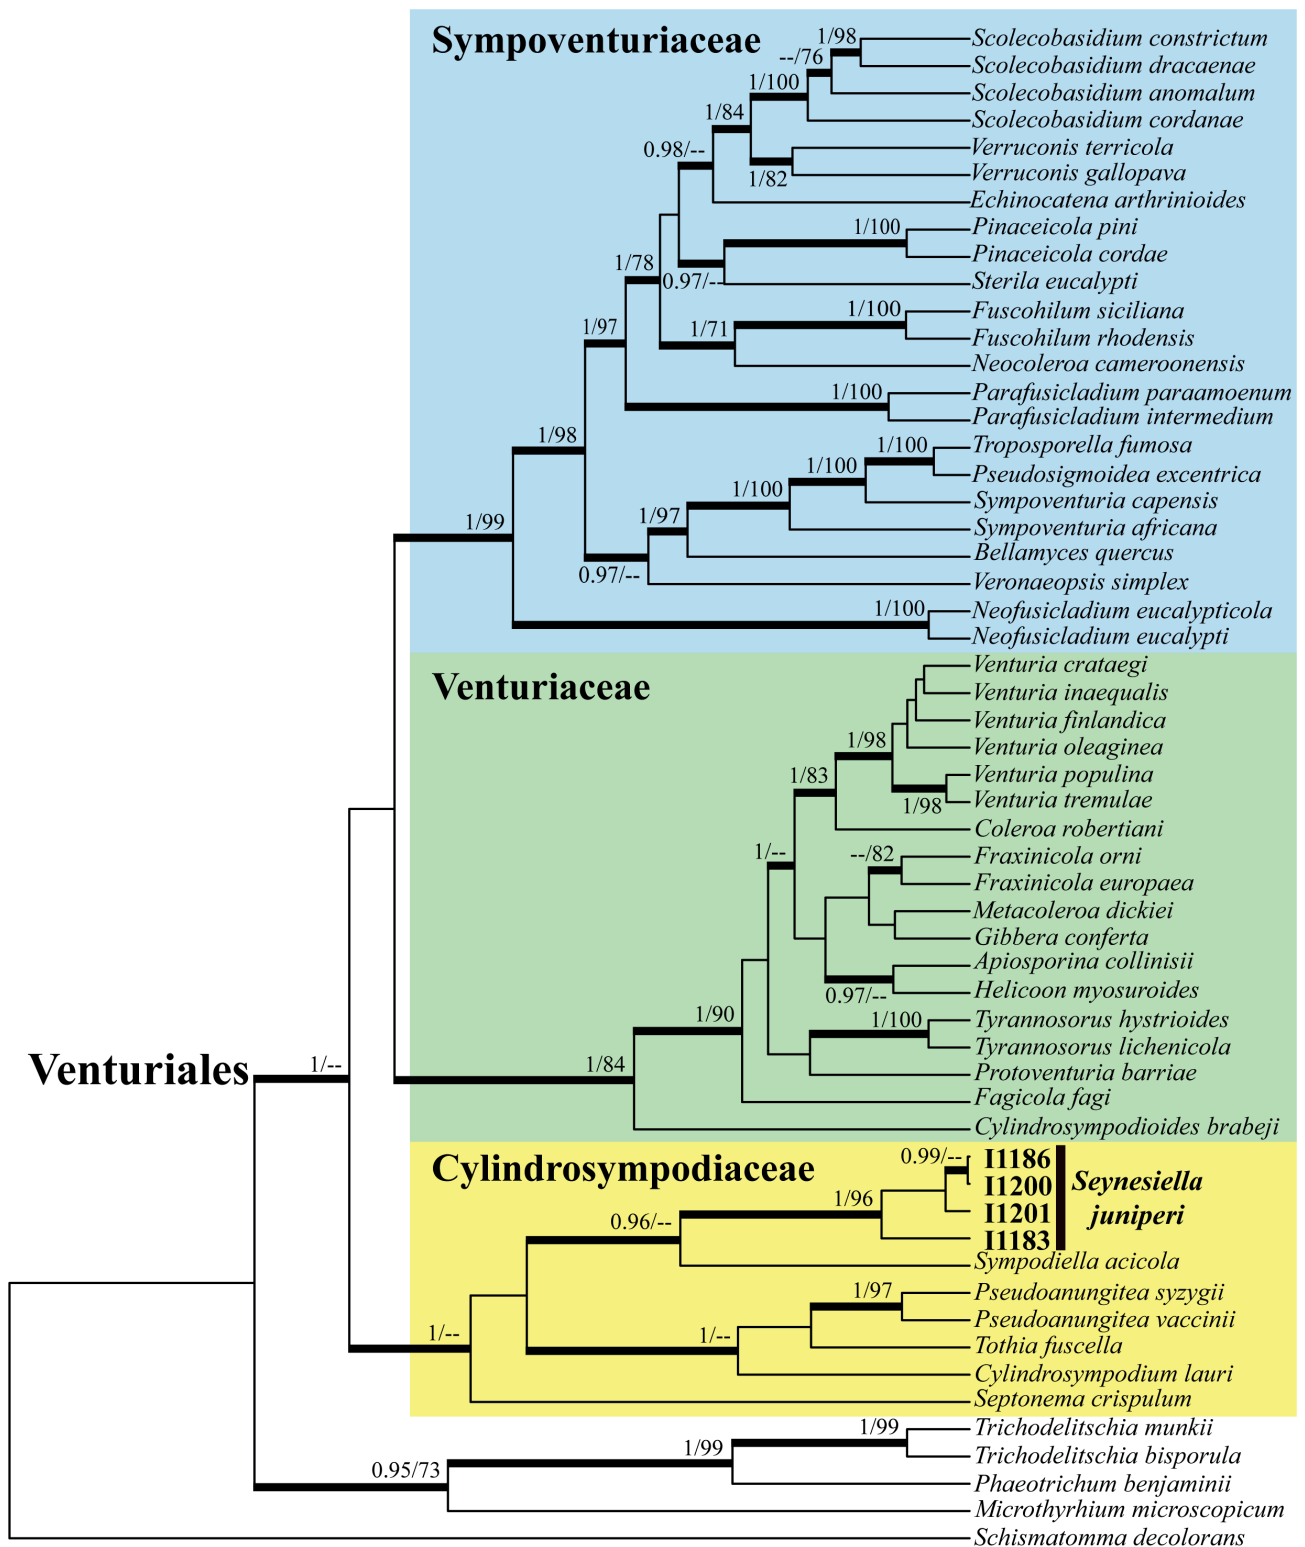 Sympoventuriaceae
1/98
Scolecobasidium constrictum
--/76
Scolecobasidium dracaenae
1/100
Scolecobasidium anomalum
1/84
Scolecobasidium cordanae
0.98/--
Verruconis terricola
1/82
Verruconis gallopava
Echinocatena arthrinioides
1/100
Pinaceicola pini
Pinaceicola cordae
1/78
0.97/--
Sterila eucalypti
1/100
Fuscohilum siciliana
1/97
1/71
Fuscohilum rhodensis
Neocoleroa cameroonensis
1/100
Parafusicladium paraamoenum
Parafusicladium intermedium
1/98
1/100
Troposporella fumosa
1/100
Pseudosigmoidea excentrica
1/100
Sympoventuria capensis
1/99
1/97
Sympoventuria africana
Bellamyces quercus
0.97/--
Veronaeopsis simplex
1/100
Neofusicladium eucalypticola
Neofusicladium eucalypti
Venturiaceae
Venturia crataegi
Venturia inaequalis
Venturia finlandica
1/98
Venturia oleaginea
1/83
Venturia populina
1/98
Venturia tremulae
Coleroa robertiani
1/--
--/82
Fraxinicola orni
Fraxinicola europaea
Metacoleroa dickiei
Gibbera conferta
Apiosporina collinisii
0.97/--
Helicoon myosuroides
1/90
1/100
Tyrannosorus hystrioides
Tyrannosorus lichenicola
Venturiales
1/--
1/84
Protoventuria barriae
Fagicola fagi
Cylindrosympodioides brabeji
Cylindrosympodiaceae
0.99/--
I1186
I1200
Seynesiella
1/96
I1201
juniperi
0.96/--
I1183
Sympodiella acicola
1/97
Pseudoanungitea syzygii
Pseudoanungitea vaccinii
1/--
1/--
Tothia fuscella
Cylindrosympodium lauri
Septonema crispulum
1/99
Trichodelitschia munkii
1/99
Trichodelitschia bisporula
0.95/73
Phaeotrichum benjaminii
Microthyrhium microscopicum
Schismatomma decolorans